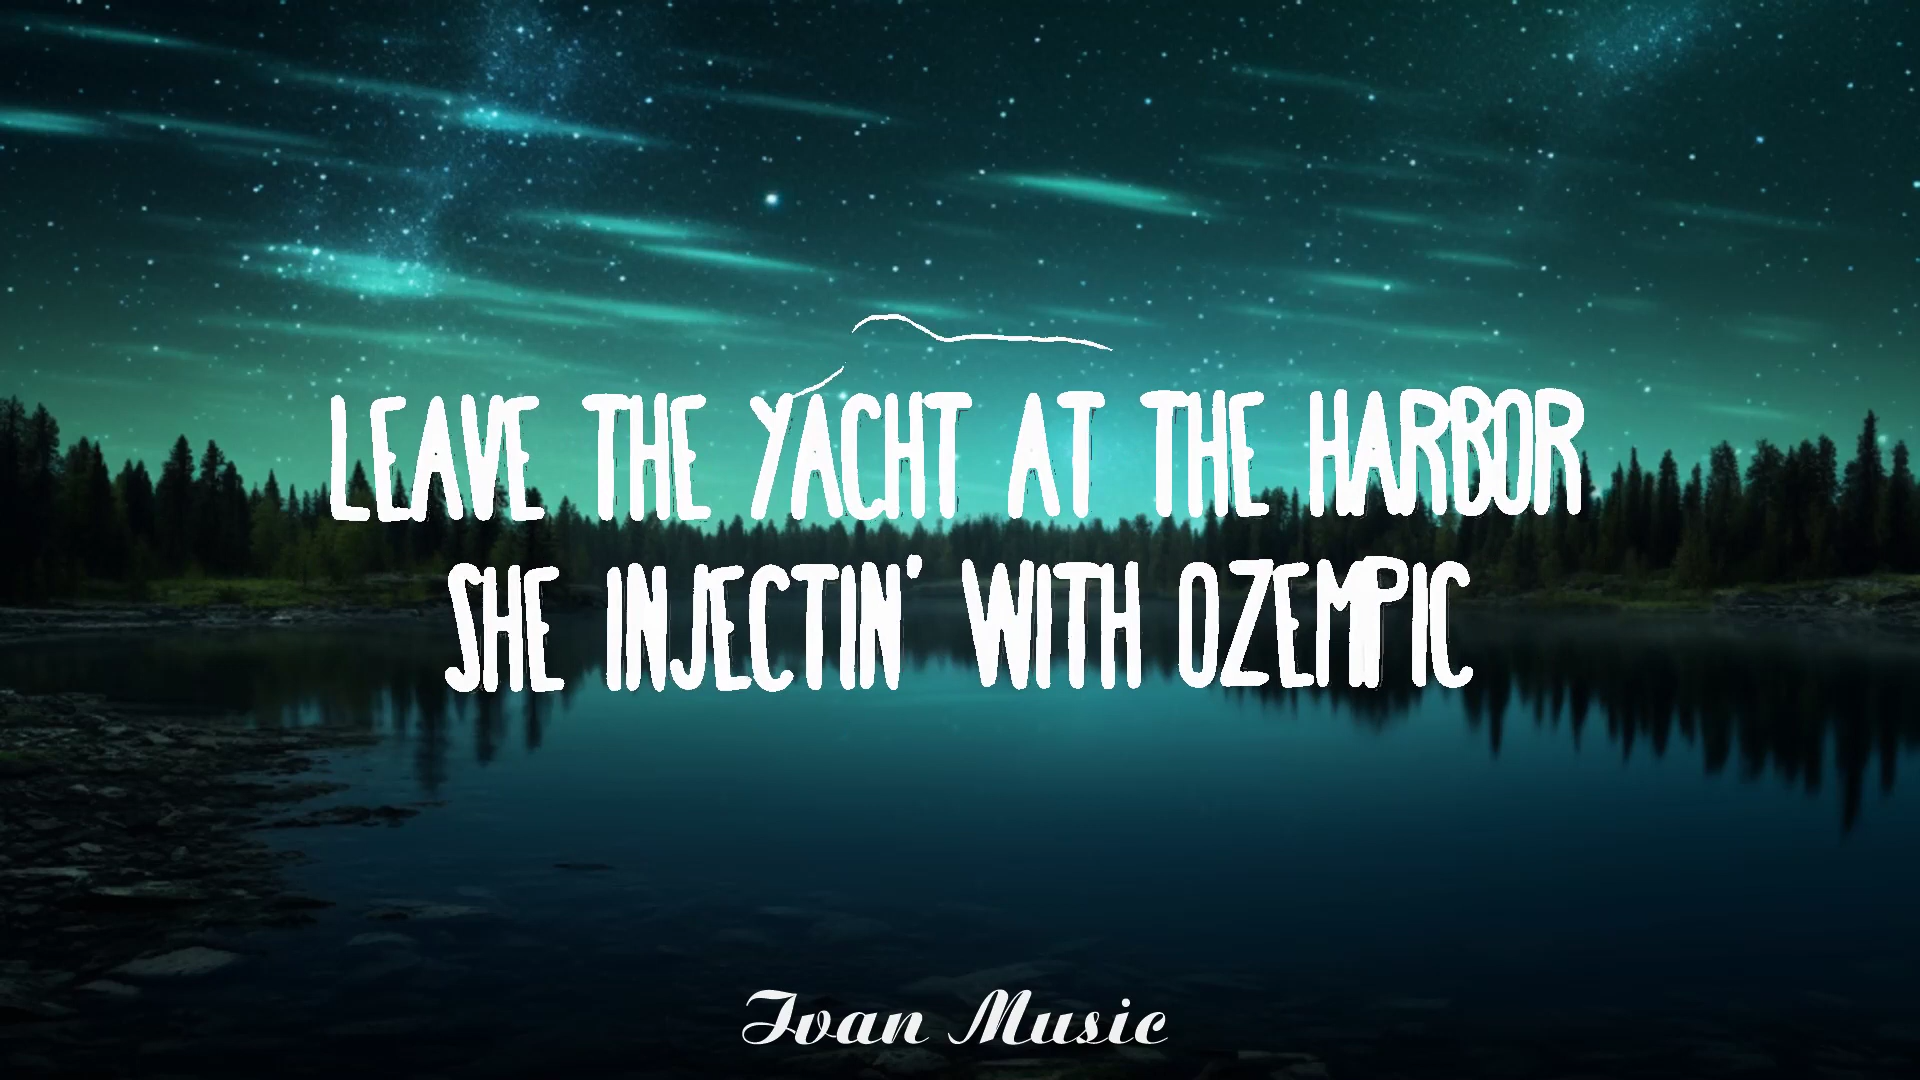 LEAVE THE YACHT AT THE HARBOR
SHE INJECTIN' WITH OZEMPIC
Ivan Music